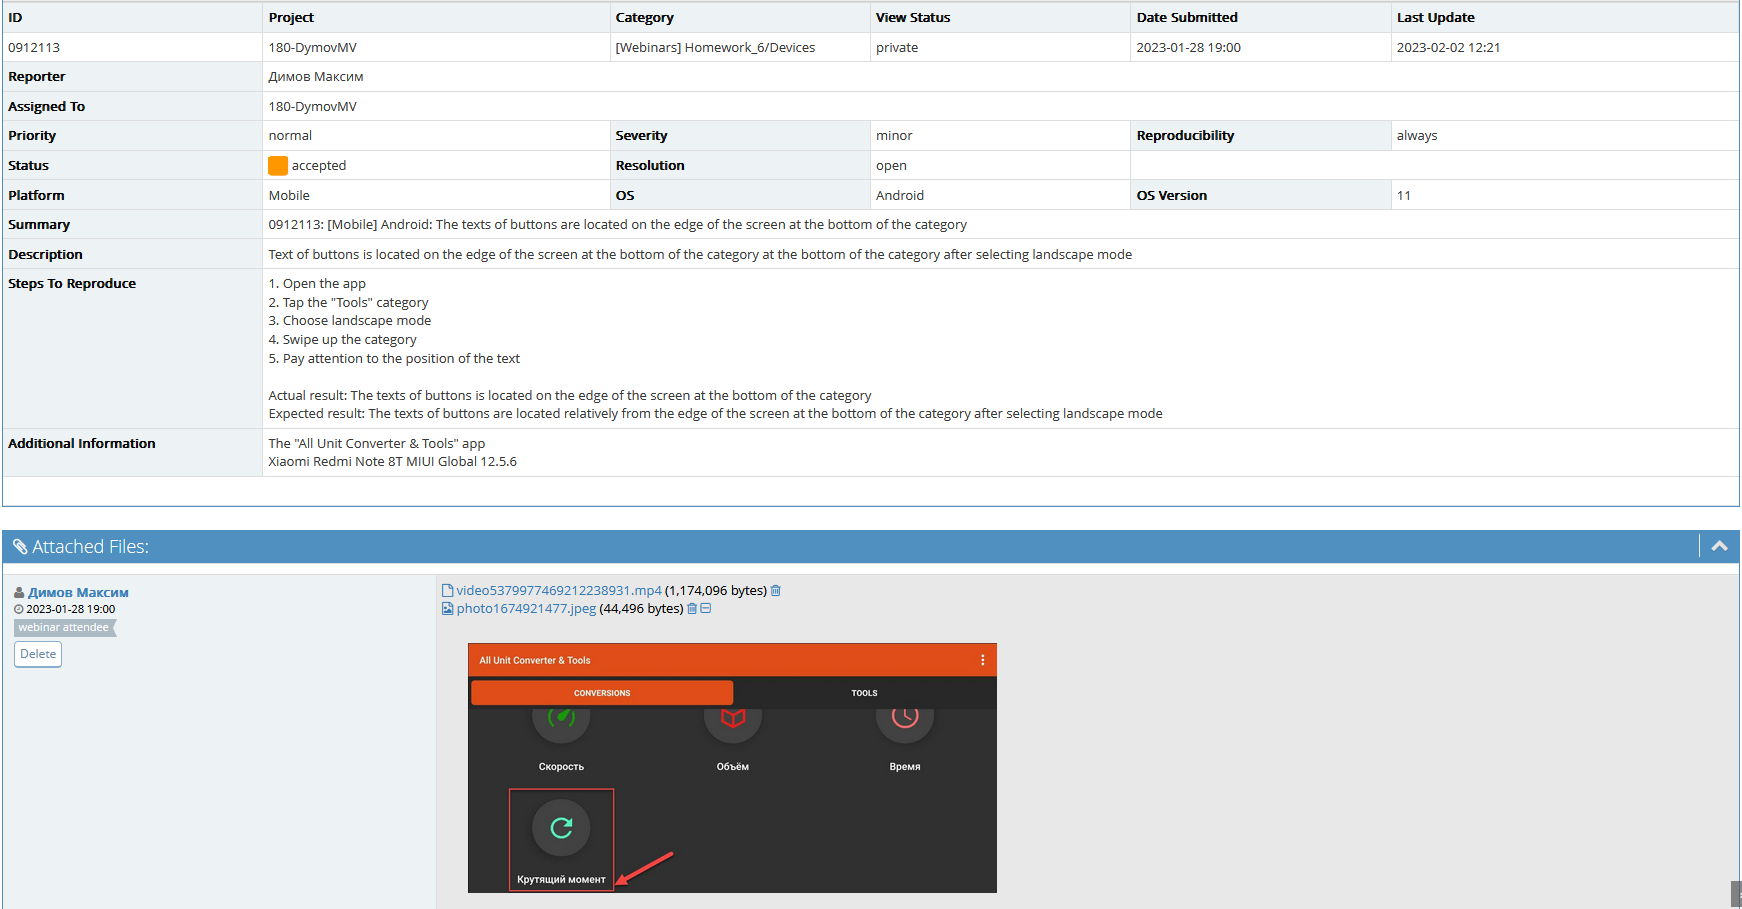 ID Project Category View Status Date Submitted Last Update
0912113 180-DymovMV [Webinars] Homework_6/Devices private 2023-01-28 19:00 2023-02-02 12:21
Reporter Димов Максим
Assigned To 180-DymovMV
Priority normal Severity minor Reproducibility always
Status accepted Resolution open
Platform Mobile OS Android OS Version 11
Summary 0912113: [Mobile] Android: The texts of buttons are located on the edge of the screen at the bottom of the category
Description Text of buttons is located on the edge of the screen at the bottom of the category at the bottom of the category after selecting landscape mode
Steps To Reproduce 1. Open the app
2. Tap the "Tools" category
3. Choose landscape mode
4. Swipe up the category
5. Pay attention to the position of the text
Actual result: The texts of buttons is located on the edge of the screen at the bottom of the category
Expected result: The texts of buttons are located relatively from the edge of the screen at the bottom of the category after selecting landscape mode
Additional Information The "All Unit Converter & Tools" app
Xiaomi Redmi Note 8T MIUI Global 12.5.6
Attached Files:
Димов Максим
2023-01-28 19:00
webinar attendee
Delete
video5379977469212238931.mp4 (1,174,096 bytes)
photo1674921477.jpeg (44,496 bytes)
All Unit Converter & Tools
CONVERSIONS TOOLS
Скорость Объём Время
Крутящий момент